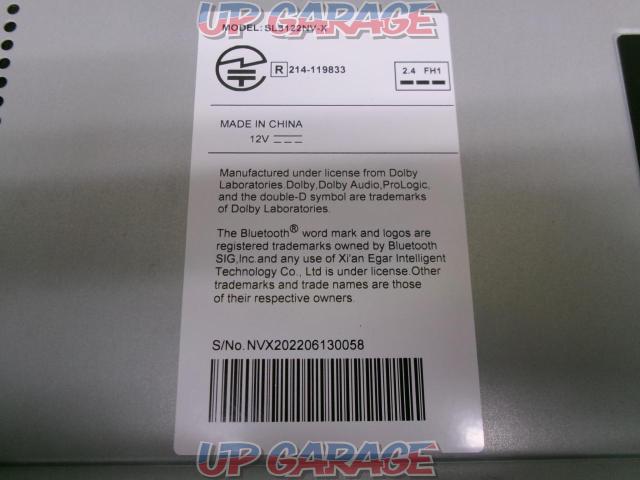 UP GARAGE
MODEL: SLB122NV-X
R 214-119833
2.4 FH1
MADE IN CHINA
12V
Manufactured under license from Dolby
Laboratories.Dolby,Dolby Audio,ProLogic,
and the double-D symbol are trademarks
of Dolby Laboratories.
The Bluetooth® word mark and logos are
registered trademarks owned by Bluetooth
SIG,Inc.and any use of Xi'an Egar Intelligent
Technology Co., Ltd is under license.Other
trademarks and trade names are those
of their respective owners.
S/No.NVX202206130058
UP GARAGE